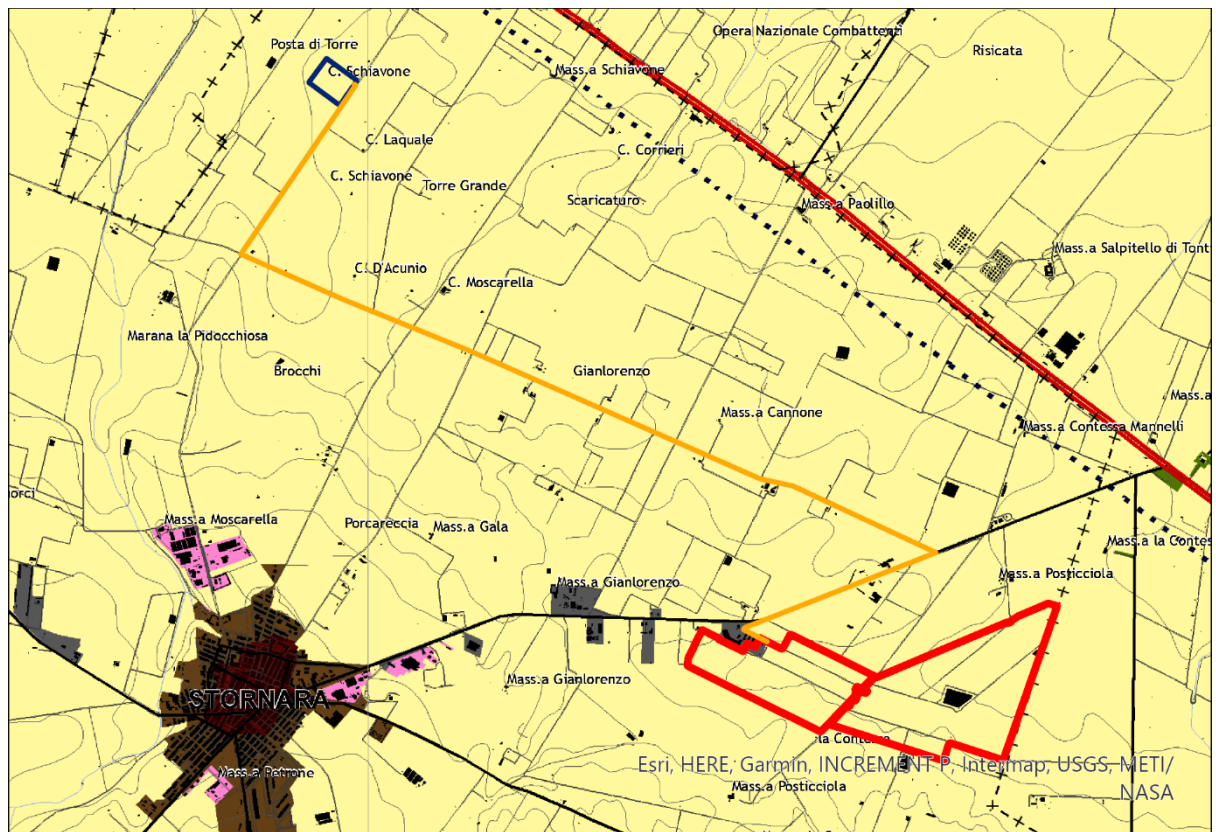 Opera Nazionale Combattenti
Posta di Torre
Risicata
C. Schiavone
Mass.a Schiavone
C. Laquale
C. Corrieri
C. Schiavone
Torre Grande
Scaricaturo
Mass.a Paolillo
Mass.a Salpitello di Tonti
C. D'Acunio
C. Moscarella
Marana la Pidocchiosa
Brocchi
Gianlorenzo
Mass.a
Mass.a Cannone
Mass.a Contessa Mannelli
orci
Mass.a Moscarella
Porcareccia
Mass.a Gala
Mass.a la Contes
Mass.a Gianlorenzo
Mass.a Posticciola
Mass.a Gianlorenzo
STORNARA
la Contessa
Mass.a Petrone
Esri, HERE, Garmin, INCREMENT P, Intermap, USGS, METI/
NASA
Mass.a Posticciola